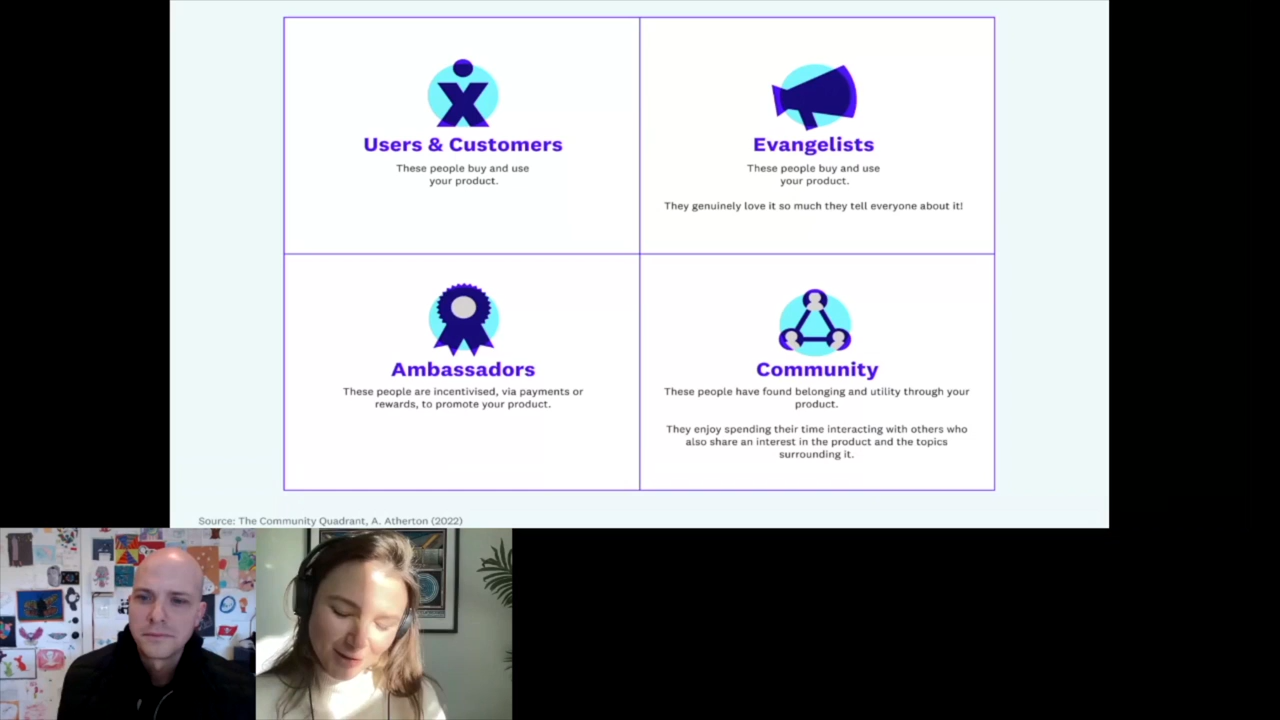 Users & Customers
These people buy and use
your product.
Evangelists
These people buy and use
your product.
They genuinely love it so much they tell everyone about it!
Ambassadors
These people are incentivised, via payments or
rewards, to promote your product.
Community
These people have found belonging and utility through your
product.
They enjoy spending their time interacting with others who
also share an interest in the product and the topics
surrounding it.
Source: The Community Quadrant, A. Atherton (2022)